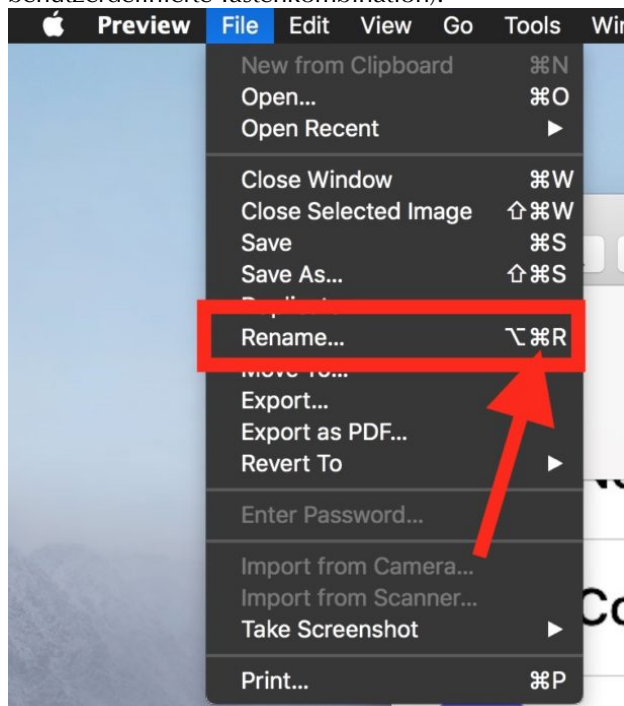 benutzerdefinierte Tastenkombination).
Preview File Edit View Go Tools
New from Clipboard ⌘N
Open... ⌘O
Open Recent ▶
Close Window ⌘W
Close Selected Image ⇧⌘W
Save ⌘S
Save As... ⇧⌘S
Rename... ⌥⌘R
Export...
Export as PDF...
Revert To ▶
Enter Password...
Import from Camera...
Import from Scanner...
Take Screenshot ▶
Print... ⌘P